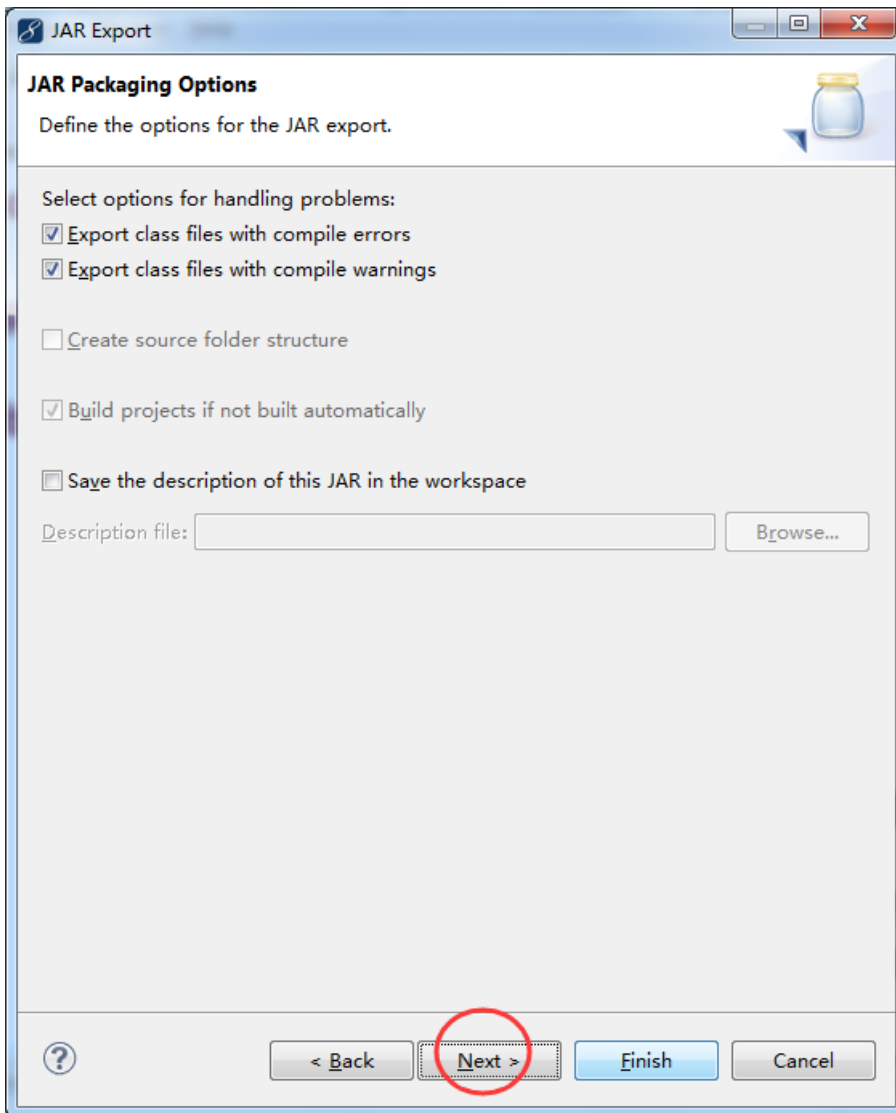 JAR Export
JAR Packaging Options
Define the options for the JAR export.
Select options for handling problems:
Export class files with compile errors
Export class files with compile warnings
Create source folder structure
Build projects if not built automatically
Save the description of this JAR in the workspace
Description file: Browse...
? < Back Next > Finish Cancel